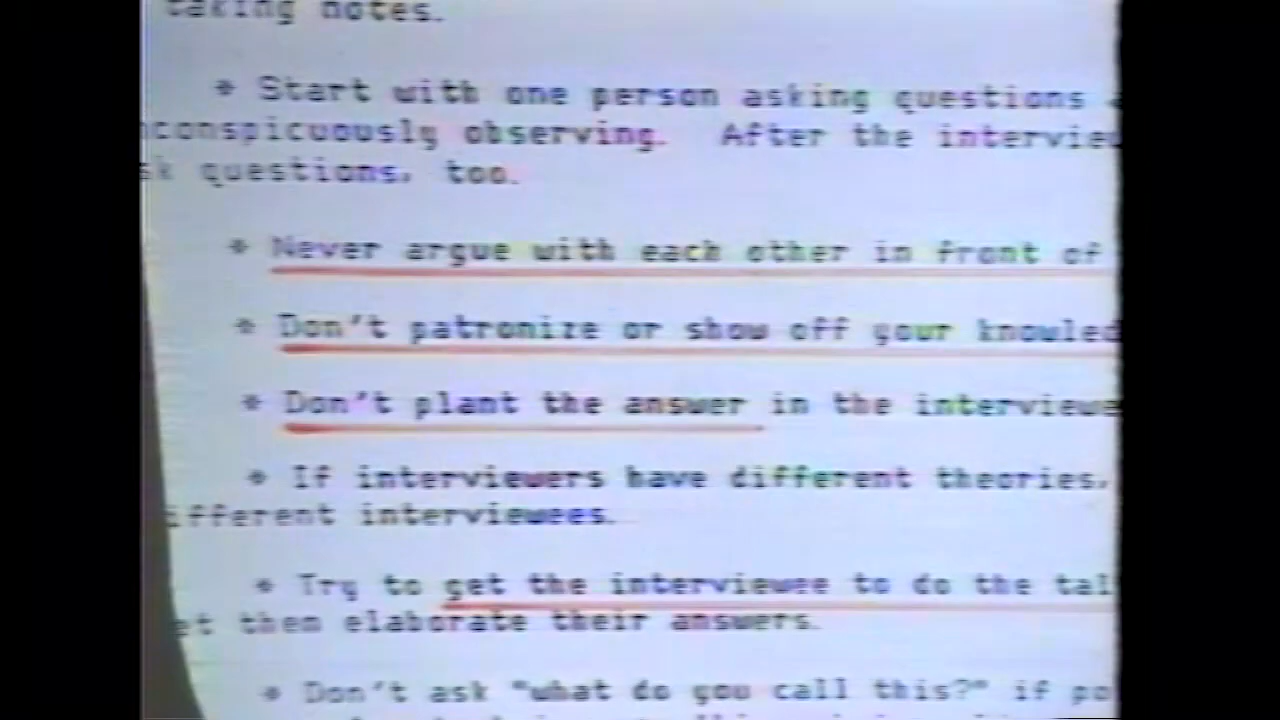 taking notes.
* Start with one person asking questions
conspicuously observing. After the interview
sk questions, too.
* Never argue with each other in front of
* Don't patronize or show off your knowled
* Don't plant the answer in the interviewe
* If interviewers have different theories,
ifferent interviewees.
* Try to get the interviewee to do the tal
et them elaborate their answers.
* Don't ask "what do you call this?" if po